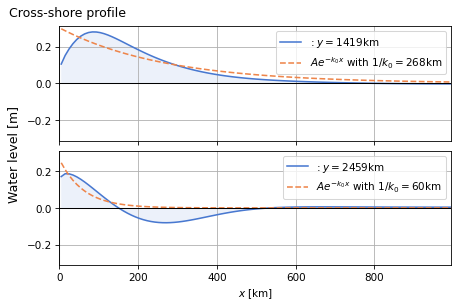 Cross-shore profile
Water level [m]
0.2
0.0
−0.2
: y = 1419km
Ae^{−k₀x} with 1/k₀ = 268km
0.2
0.0
−0.2
: y = 2459km
Ae^{−k₀x} with 1/k₀ = 60km
0 200 400 600 800
x [km]